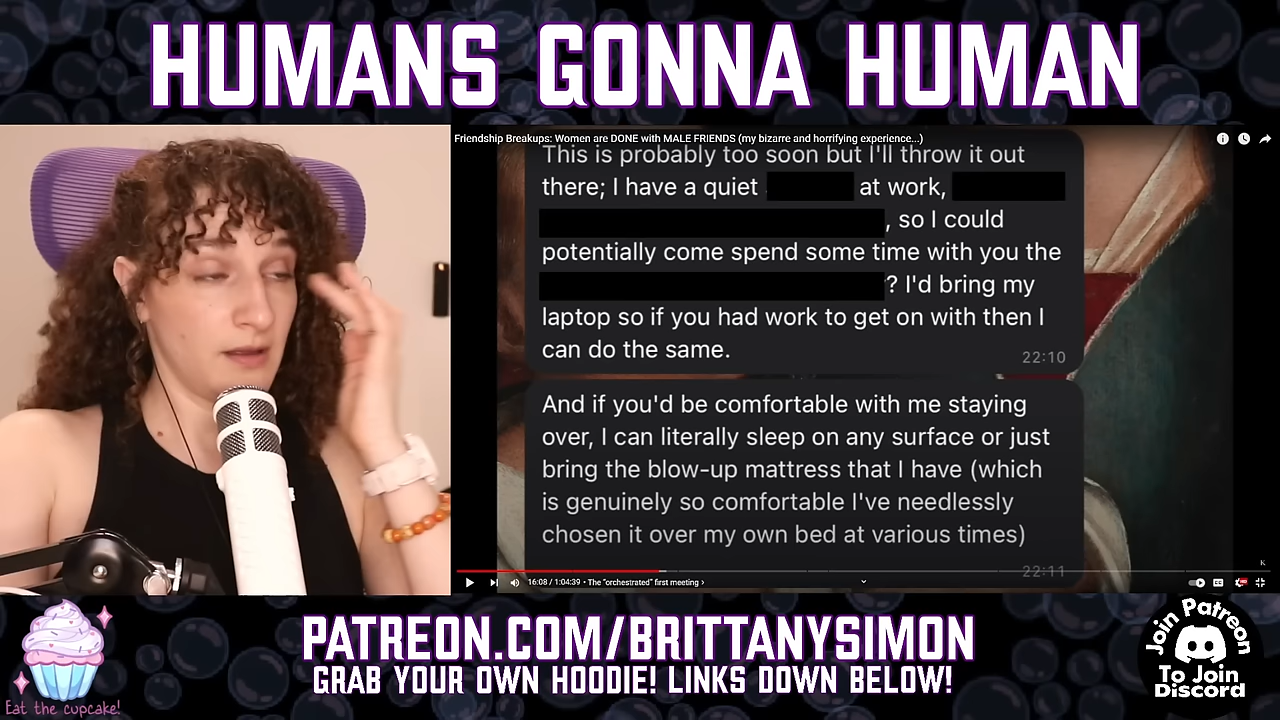 HUMANS GONNA HUMAN
Friendship Breakups: Women are DONE with MALE FRIENDS (my bizarre and horrifying experience...)
This is probably too soon but I'll throw it out
there; I have a quiet at work,
, so I could
potentially come spend some time with you the
? I'd bring my
laptop so if you had work to get on with then I
can do the same.
22:10
And if you'd be comfortable with me staying
over, I can literally sleep on any surface or just
bring the blow-up mattress that I have (which
is genuinely so comfortable I've needlessly
chosen it over my own bed at various times)
22:11
16:08 / 1:04:39 • The "orchestrated" first meeting ›
PATREON.COM/BRITTANYSIMON
GRAB YOUR OWN HOODIE! LINKS DOWN BELOW!
Join Patreon
To Join
Discord
Eat the cupcake!